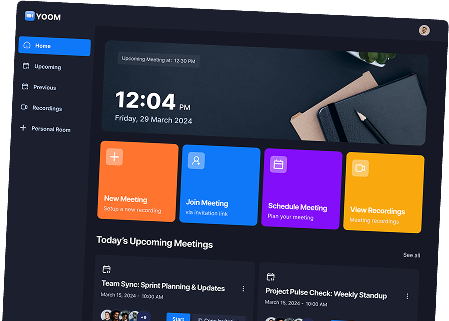 YOOM
Home
Upcoming
Previous
Recordings
Personal Room
Upcoming Meeting at: 12:30 PM
12:04 PM
Friday, 29 March 2024
New Meeting
Setup a new recording
Join Meeting
via invitation link
Schedule Meeting
Plan your meeting
View Recordings
Meeting recordings
Today's Upcoming Meetings
See all
Team Sync: Sprint Planning & Updates
March 15, 2024 - 10:00 AM
Start
Project Pulse Check: Weekly Standup
March 15, 2024 - 10:00 AM